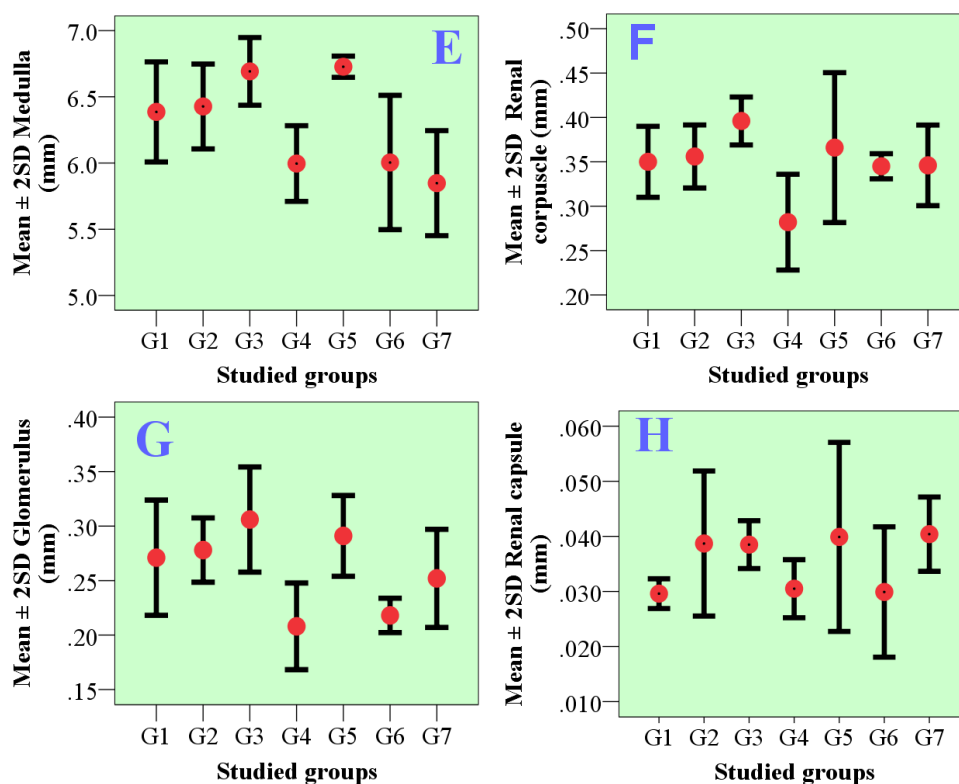 E
Mean ± 2SD Medulla
(mm)
7.0
6.5
6.0
5.5
5.0
G1 G2 G3 G4 G5 G6 G7
Studied groups
F
Mean ± 2SD Renal
corpuscle (mm)
.50
.45
.40
.35
.30
.25
.20
G1 G2 G3 G4 G5 G6 G7
Studied groups
G
Mean ± 2SD Glomerulus
(mm)
.40
.35
.30
.25
.20
.15
G1 G2 G3 G4 G5 G6 G7
Studied groups
H
Mean ± 2SD Renal capsule
(mm)
.060
.050
.040
.030
.020
.010
G1 G2 G3 G4 G5 G6 G7
Studied groups